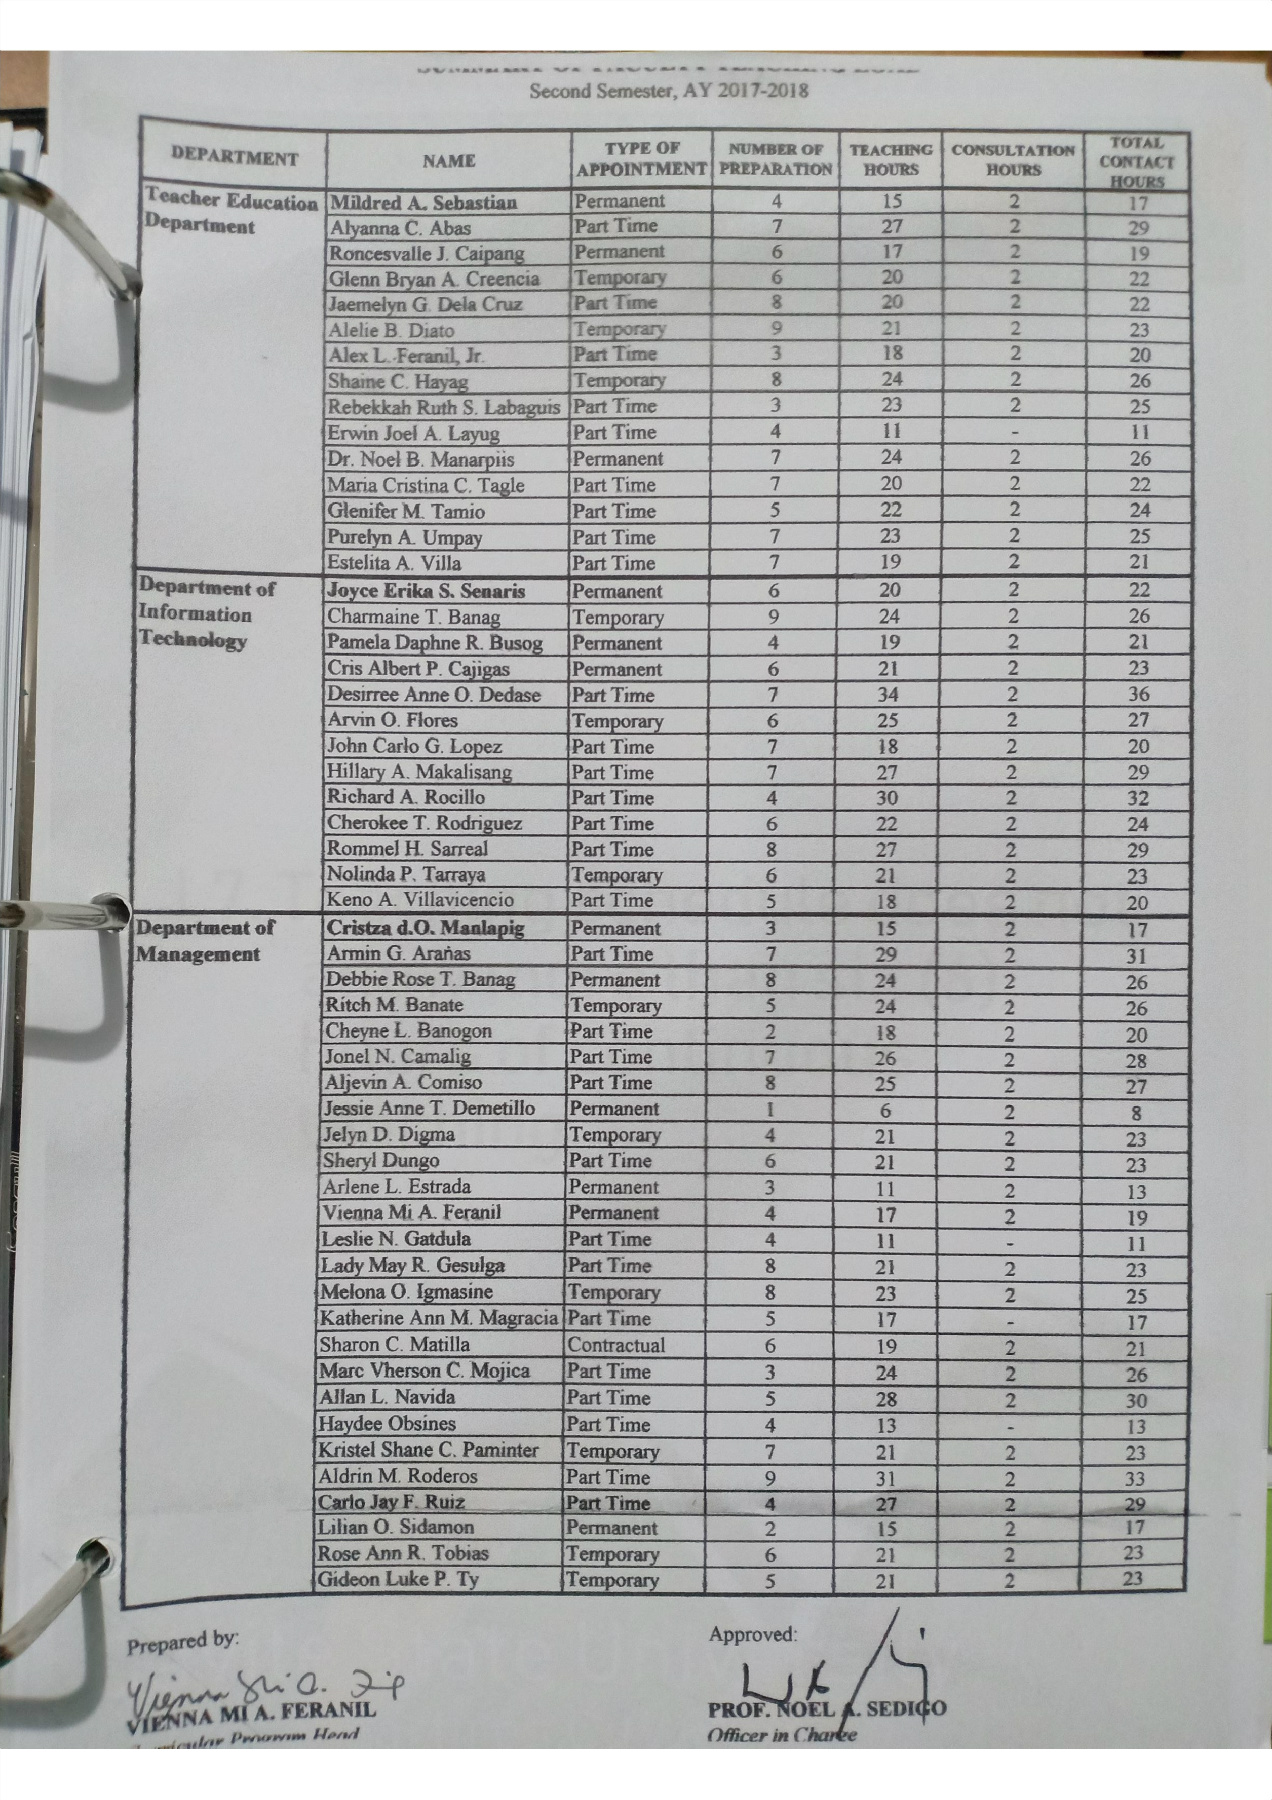 SUMMARY OF FACULTY TEACHING LOAD
Second Semester, AY 2017-2018
DEPARTMENT NAME TYPE OF APPOINTMENT NUMBER OF PREPARATION TEACHING HOURS CONSULTATION HOURS TOTAL CONTACT HOURS
Teacher Education Department Mildred A. Sebastian Permanent 4 15 2 17
Alyanna C. Abas Part Time 7 27 2 29
Roncesvalle J. Caipang Permanent 6 17 2 19
Glenn Bryan A. Creencia Temporary 6 20 2 22
Jaemelyn G. Dela Cruz Part Time 8 20 2 22
Alelie B. Diato Temporary 9 21 2 23
Alex L. Feranil, Jr. Part Time 3 18 2 20
Shaine C. Hayag Temporary 8 24 2 26
Rebekkah Ruth S. Labaguis Part Time 3 23 2 25
Erwin Joel A. Layug Part Time 4 11 - 11
Dr. Noel B. Manarpiis Permanent 7 24 2 26
Maria Cristina C. Tagle Part Time 7 20 2 22
Glenifer M. Tamio Part Time 5 22 2 24
Purelyn A. Umpay Part Time 7 23 2 25
Estelita A. Villa Part Time 7 19 2 21
Department of Information Technology Joyce Erika S. Senaris Permanent 6 20 2 22
Charmaine T. Banag Temporary 9 24 2 26
Pamela Daphne R. Busog Permanent 4 19 2 21
Cris Albert P. Cajigas Permanent 6 21 2 23
Desirree Anne O. Dedase Part Time 7 34 2 36
Arvin O. Flores Temporary 6 25 2 27
John Carlo G. Lopez Part Time 7 18 2 20
Hillary A. Makalisang Part Time 7 27 2 29
Richard A. Rocillo Part Time 4 30 2 32
Cherokee T. Rodriguez Part Time 6 22 2 24
Rommel H. Sarreal Part Time 8 27 2 29
Nolinda P. Tarraya Temporary 6 21 2 23
Keno A. Villavicencio Part Time 5 18 2 20
Department of Management Cristza d.O. Manlapig Permanent 3 15 2 17
Armin G. Arañas Part Time 7 29 2 31
Debbie Rose T. Banag Permanent 8 24 2 26
Ritch M. Banate Temporary 5 24 2 26
Cheyne L. Banogon Part Time 2 18 2 20
Jonel N. Camalig Part Time 7 26 2 28
Aljevin A. Comiso Part Time 8 25 2 27
Jessie Anne T. Demetillo Permanent 1 6 2 8
Jelyn D. Digma Temporary 4 21 2 23
Sheryl Dungo Part Time 6 21 2 23
Arlene L. Estrada Permanent 3 11 2 13
Vienna Mi A. Feranil Permanent 4 17 2 19
Leslie N. Gatdula Part Time 4 11 - 11
Lady May R. Gesulga Part Time 8 21 2 23
Melona O. Igmasine Temporary 8 23 2 25
Katherine Ann M. Magracia Part Time 5 17 - 17
Sharon C. Matilla Contractual 6 19 2 21
Marc Vherson C. Mojica Part Time 3 24 2 26
Allan L. Navida Part Time 5 28 2 30
Haydee Obsines Part Time 4 13 - 13
Kristel Shane C. Paminter Temporary 7 21 2 23
Aldrin M. Roderos Part Time 9 31 2 33
Carlo Jay F. Ruiz Part Time 4 27 2 29
Lilian O. Sidamon Permanent 2 15 2 17
Rose Ann R. Tobias Temporary 6 21 2 23
Gideon Luke P. Ty Temporary 5 21 2 23
Prepared by: Approved:
VIENNA MI A. FERANIL PROF. NOEL A. SEDIGO
Curricular Program Head Officer in Charge